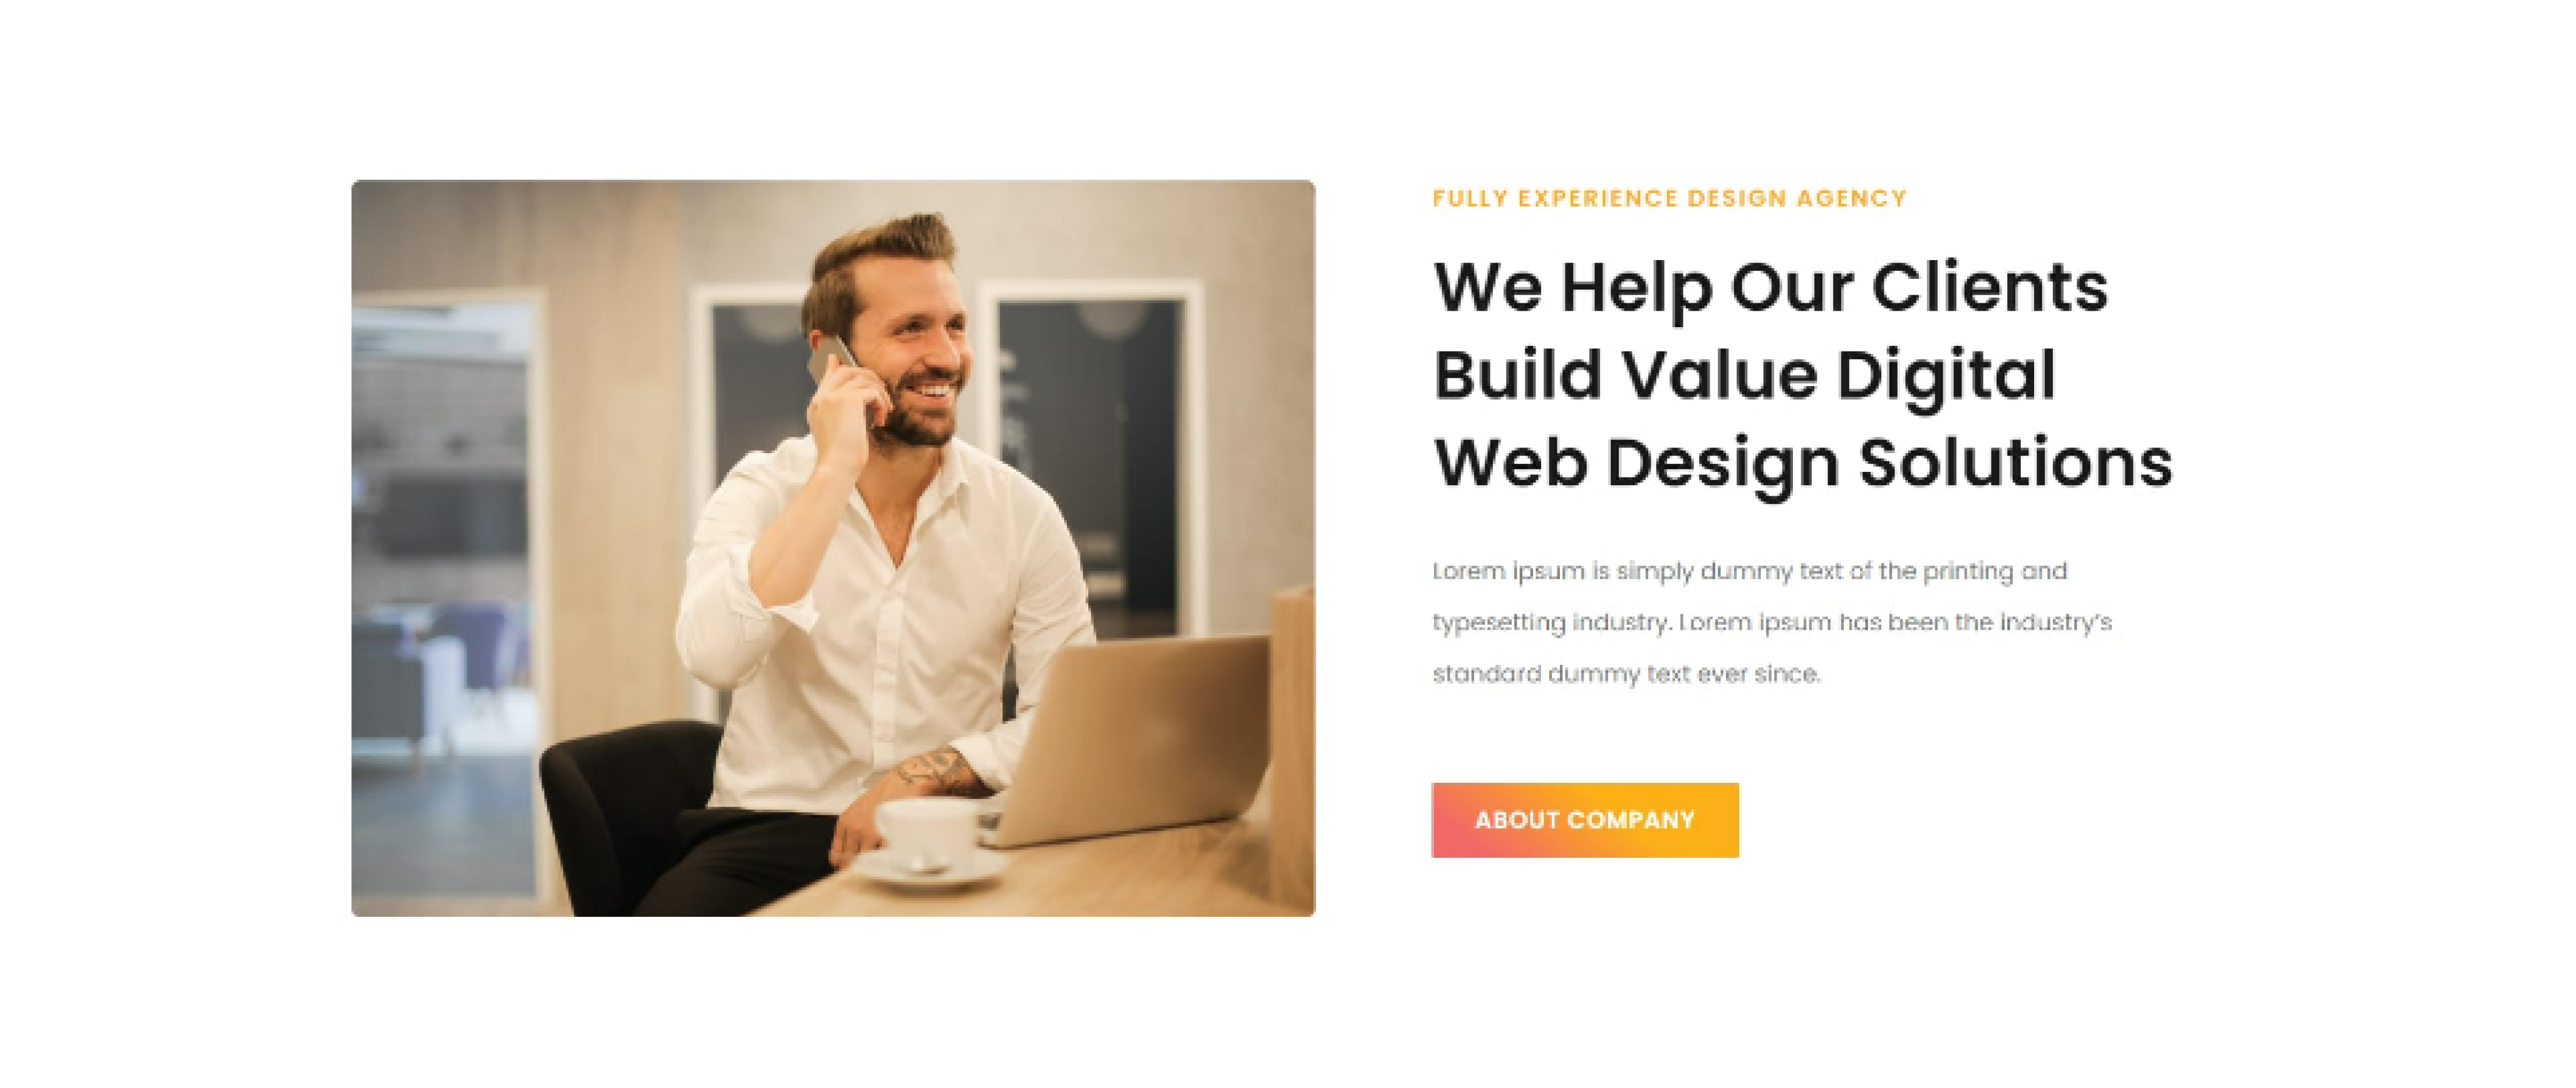 FULLY EXPERIENCE DESIGN AGENCY
We Help Our Clients
Build Value Digital
Web Design Solutions
Lorem ipsum is simply dummy text of the printing and
typesetting industry. Lorem ipsum has been the industry's
standard dummy text ever since.
ABOUT COMPANY